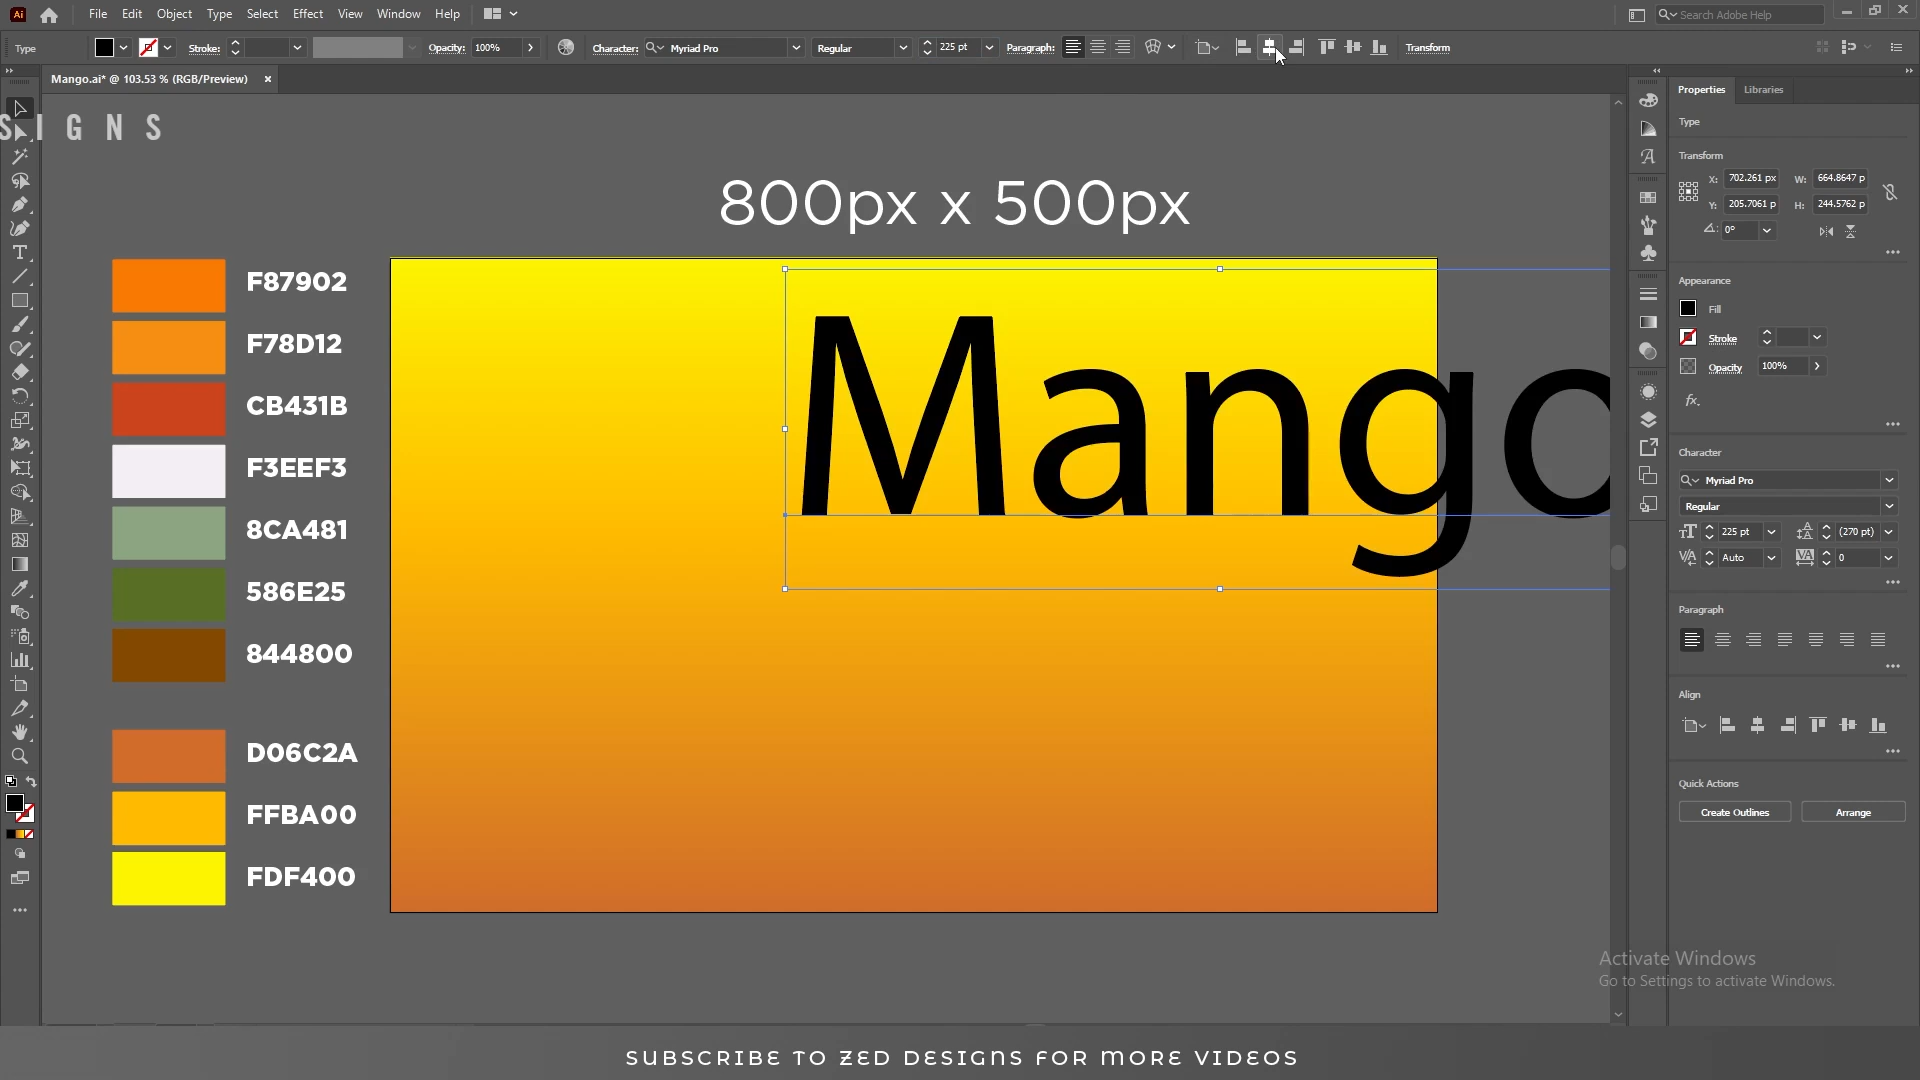 Ai File Edit Object Type Select Effect View Window Help Search Adobe Help
Type Stroke: Opacity: 100% Character: Myriad Pro Regular 225 pt Paragraph: Transform
Mango.ai* @ 103.53 % (RGB/Preview)
SIGNS
800px x 500px
F87902
F78D12
CB431B
F3EEF3
8CA481
586E25
844800
D06C2A
FFBA00
FDF400
Mango
Properties Libraries
Type
Transform
X: 702.261 px W: 664.8647 p
Y: 205.7061 p H: 244.5762 p
0°
Appearance
Fill
Stroke
Opacity 100%
fx.
Character
Myriad Pro
Regular
225 pt (270 pt)
Auto 0
Paragraph
Align
Quick Actions
Create Outlines Arrange
Activate Windows
Go to Settings to activate Windows.
SUBSCRIBE TO ZED DESIGNS FOR MORE VIDEOS